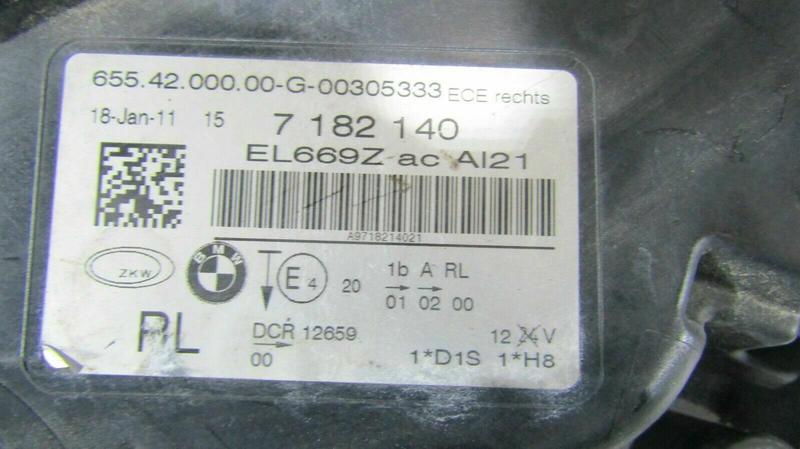 655.42.000.00-G-00305333 ECE rechts
18-Jan-11 15 7 182 140
EL669Z ac AI21
A9718214021
ZKW
BMW
E4 20
1b A RL
01 02 00
RL
DCR 12659
00
12 24 V
1*D1S 1*H8